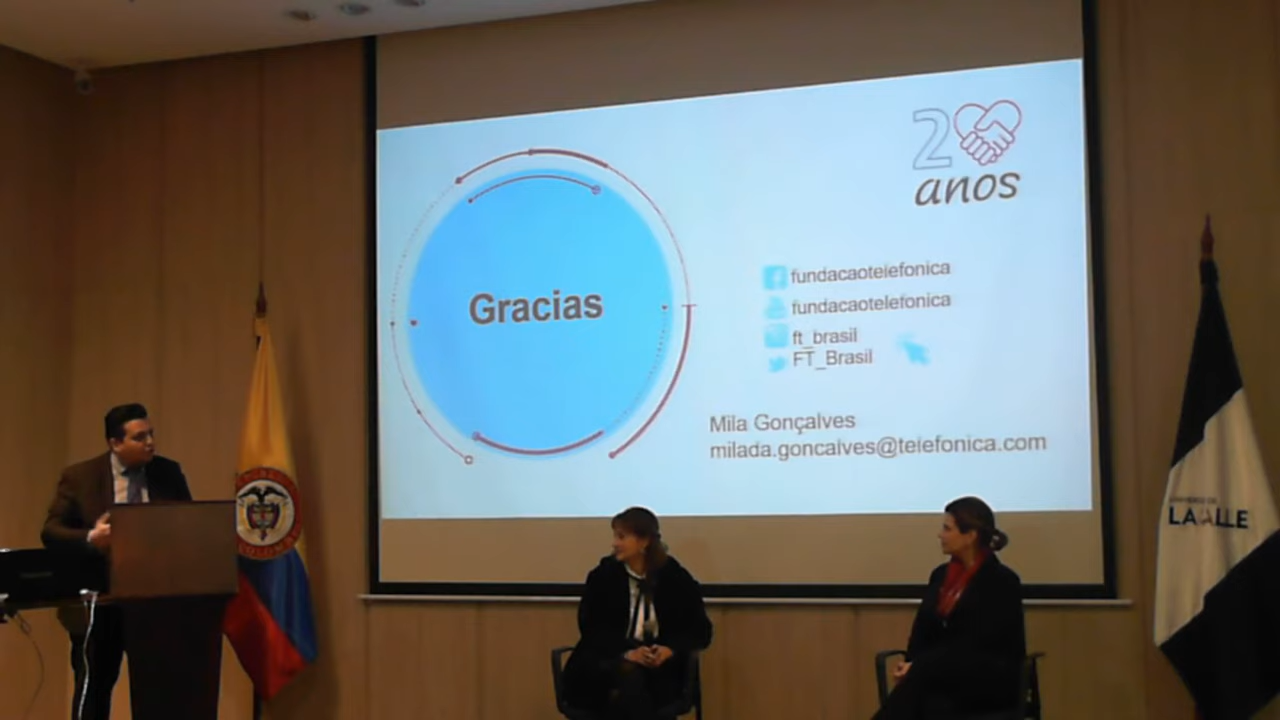 20
anos
Gracias
fundacaotelefonica
fundacaotelefonica
ft_brasil
FT_Brasil
Mila Gonçalves
milada.goncalves@telefonica.com
LA SALLE